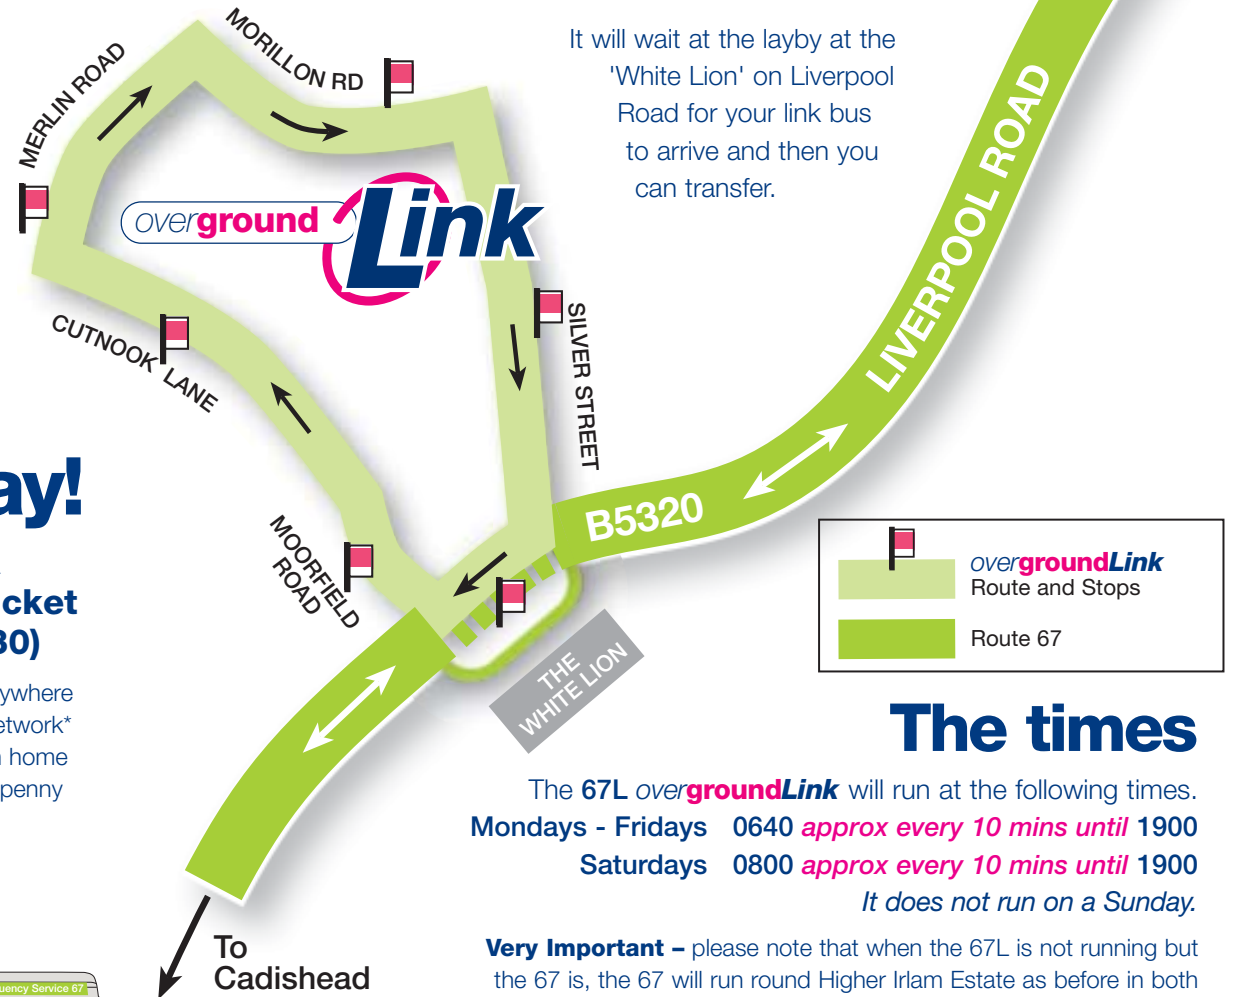 MORILLON RD
MERLIN ROAD
It will wait at the layby at the
'White Lion' on Liverpool
Road for your link bus
to arrive and then you
can transfer.
LIVERPOOL ROAD
overground Link
CUTNOOK LANE
SILVER STREET
ay!
B5320
MOORFIELD
ROAD
THE
WHITE LION
overgroundLink
Route and Stops
Route 67
cket
30)
ywhere
etwork*
home
penny
The times
The 67L overgroundLink will run at the following times.
Mondays - Fridays 0640 approx every 10 mins until 1900
Saturdays 0800 approx every 10 mins until 1900
It does not run on a Sunday.
Very Important – please note that when the 67L is not running but
the 67 is, the 67 will run round Higher Irlam Estate as before in both
To
Cadishead
uency Service 67